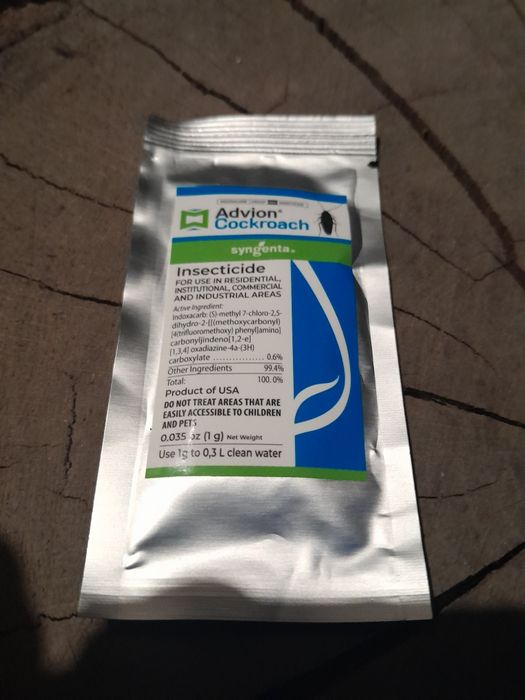 Advion®
Cockroach
syngenta®
Insecticide
FOR USE IN RESIDENTIAL,
INSTITUTIONAL, COMMERCIAL
AND INDUSTRIAL AREAS
Active Ingredient:
Indoxacarb: (S)-methyl 7-chloro-2,5-
dihydro-2-[[(methoxycarbonyl)
[4(trifluoromethoxy) phenyl]amino]
carbonyl]indeno[1,2-e]
[1,3,4] oxadiazine-4a-(3H)
carboxylate ................. 0.6%
Other Ingredients 99.4%
Total: 100.0%
Product of USA
DO NOT TREAT AREAS THAT ARE
EASILY ACCESSIBLE TO CHILDREN
AND PETS
0.035 oz (1 g) Net Weight
Use 1g to 0,3 L clean water